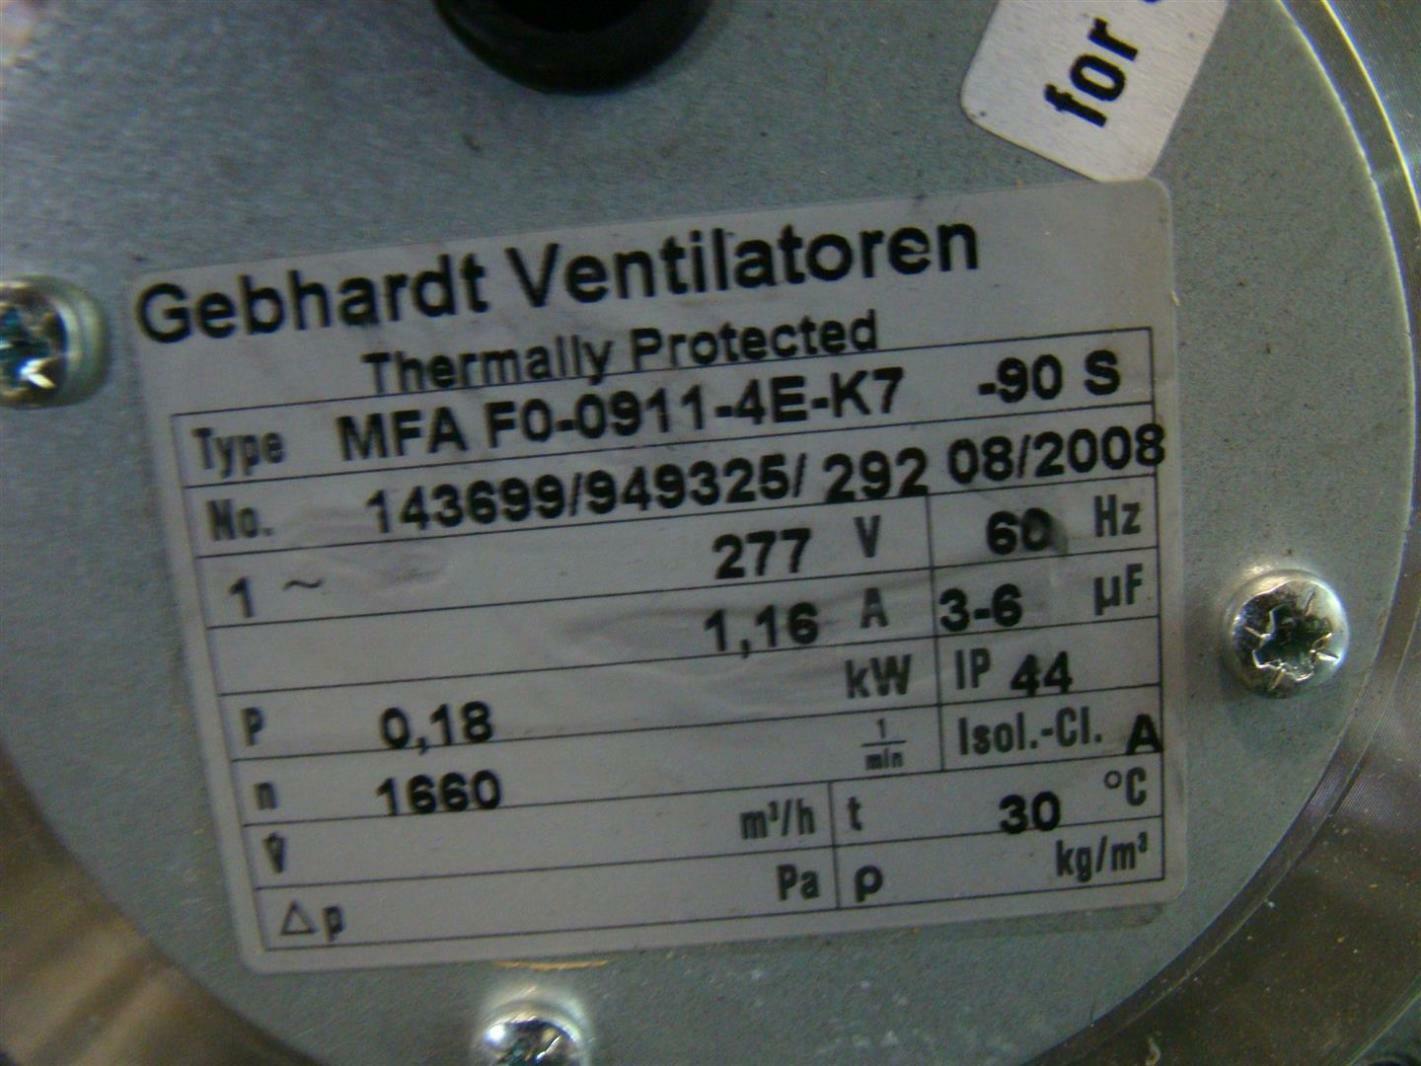 for
Gebhardt Ventilatoren
Thermally Protected
Type MFA F0-0911-4E-K7 -90 S
No. 143699/949325/ 292 08/2008
1 ~ 277 V 60 Hz
1,16 A 3-6 µF
P 0,18 kW IP 44
n 1660 1/min Isol.-Cl. A
V̇ m³/h t 30 °C
Δp Pa ρ kg/m³